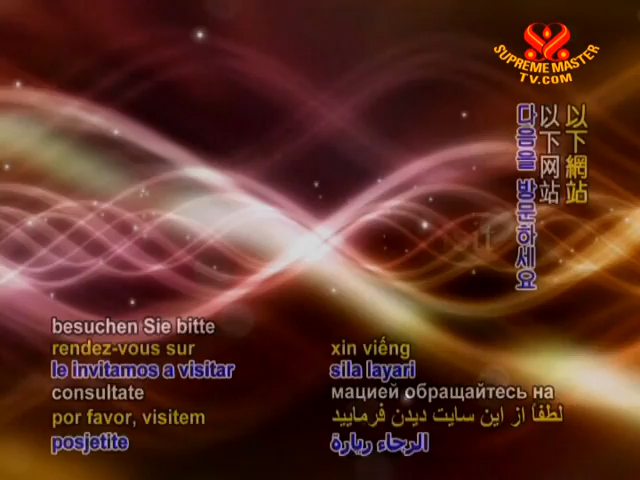 SUPREME MASTER
TV.COM
以下網站
以下网站
다음을 방문하세요
besuchen Sie bitte
rendez-vous sur
le invitamos a visitar
consultate
por favor, visitem
posjetite
xin viếng
sila layari
мацией обращайтесь на
لطفاً از این سایت دیدن فرمایید
الرجاء زيارة